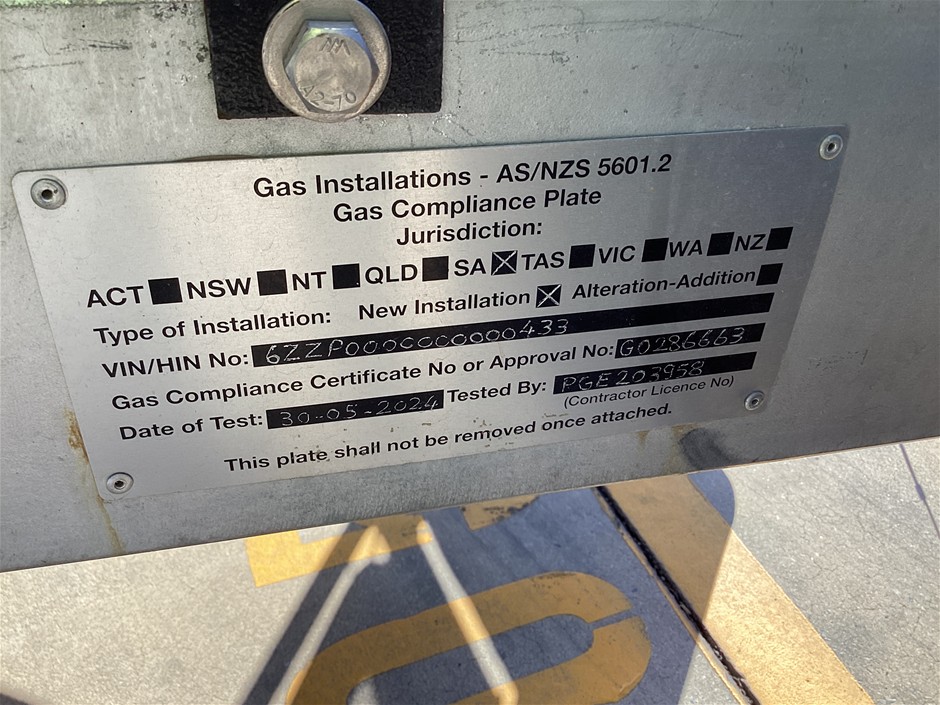 A2-70
Gas Installations - AS/NZS 5601.2
Gas Compliance Plate
Jurisdiction:
ACT NSW NT QLD SA TAS VIC WA NZ
Type of Installation: New Installation Alteration-Addition
VIN/HIN No: 6ZZP0000000000433
Gas Compliance Certificate No or Approval No: G0286663
Date of Test: 30-05-2024 Tested By: PGE203958
(Contractor Licence No)
This plate shall not be removed once attached.